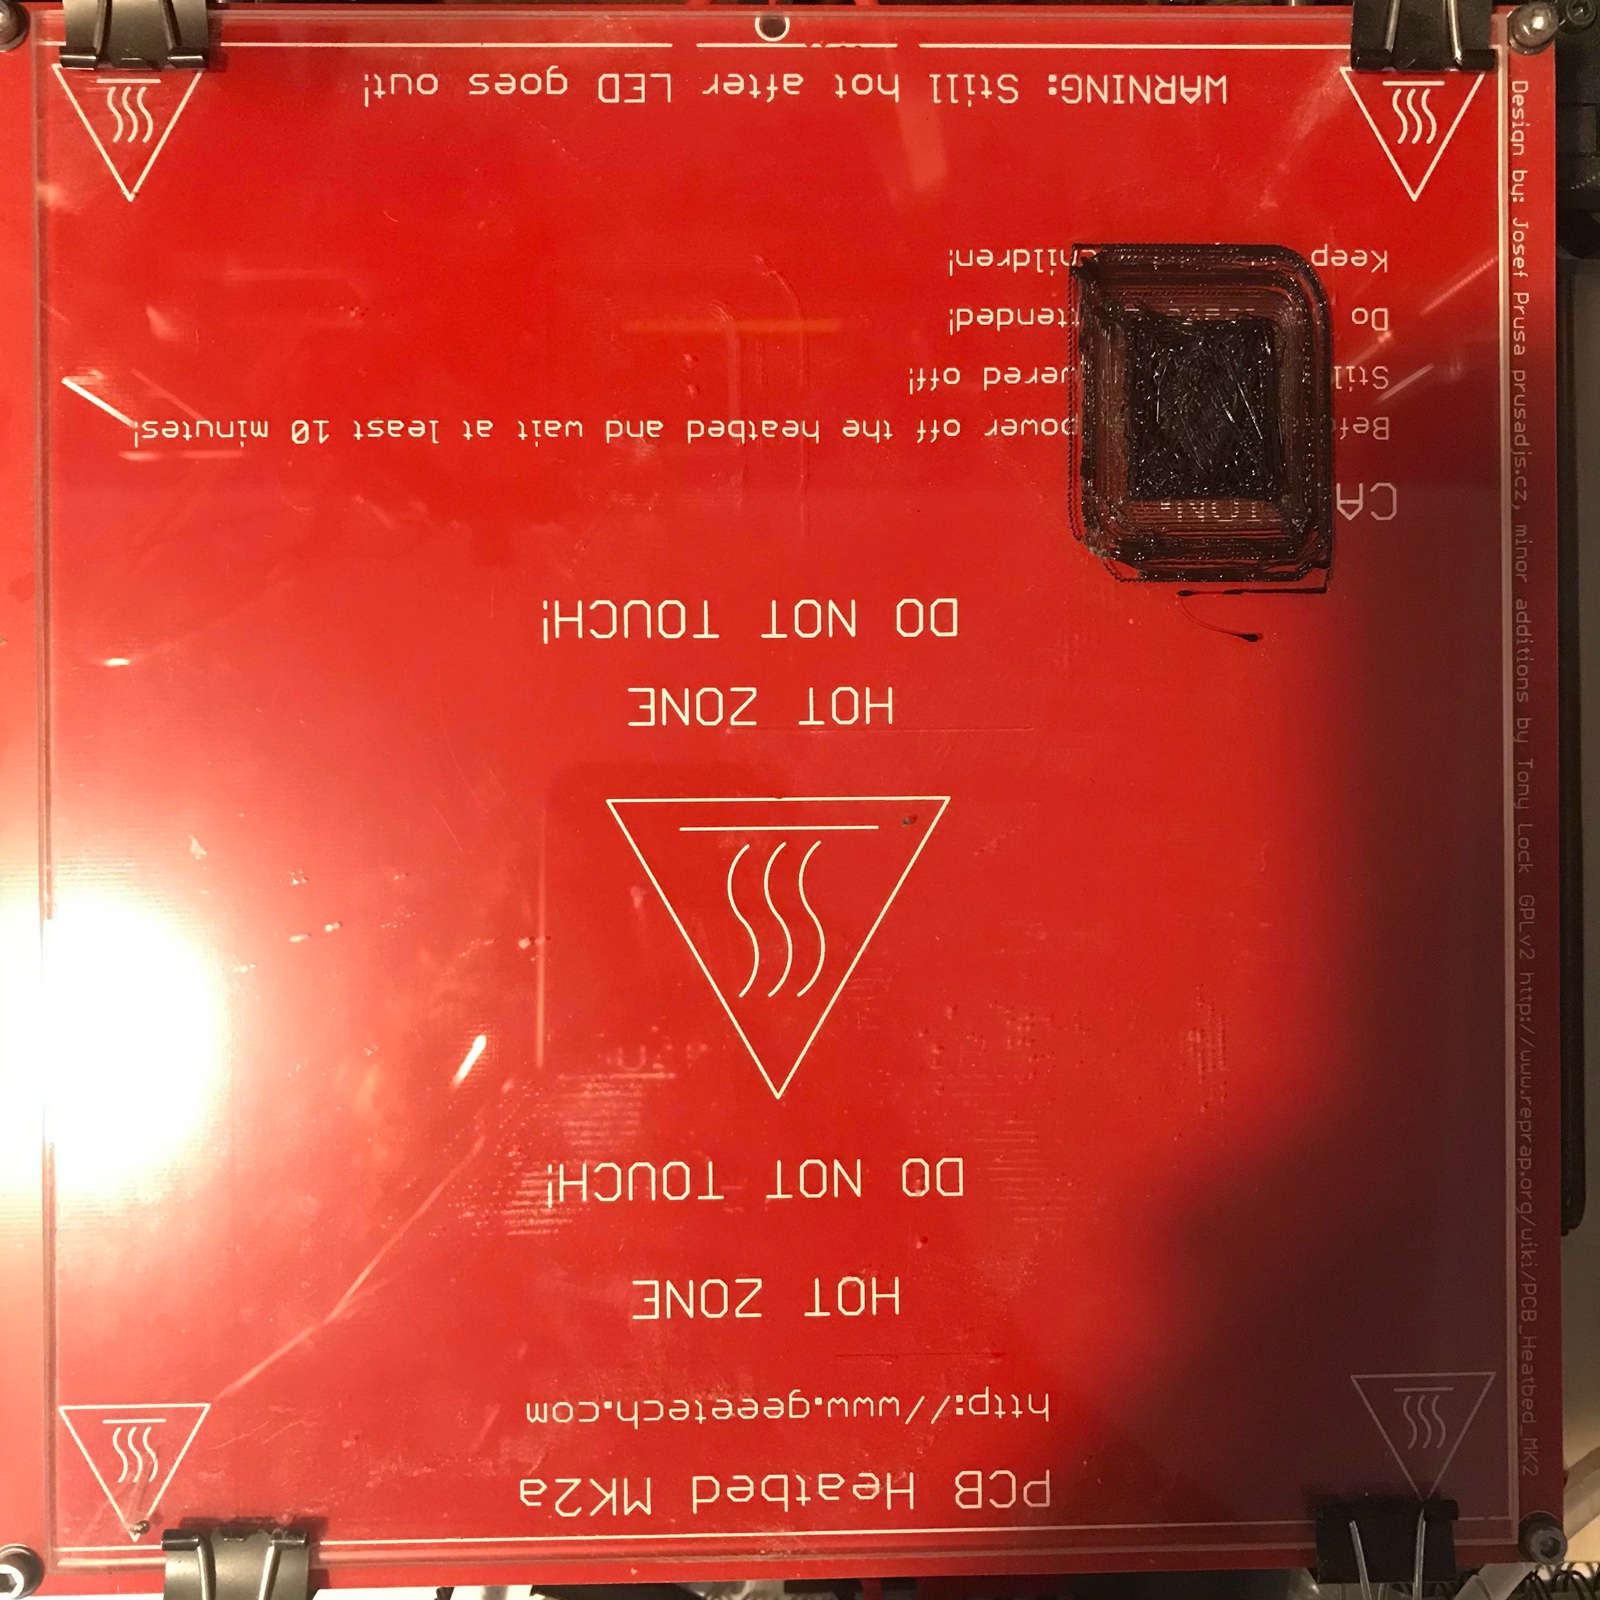 PCB Heatbed MK2a
http://www.geeetech.com
HOT ZONE
DO NOT TOUCH!
HOT ZONE
DO NOT TOUCH!
power off the heatbed and wait at least 10 minutes!
Still off!
Do
Keep children!
WARNING: Still hot after LED goes out!
Design by: Josef Prusa prusadjs.cz, minor additions by Tony Lock GPLv2 http://www.reprap.org/wiki/PCB_Heatbed_MK2